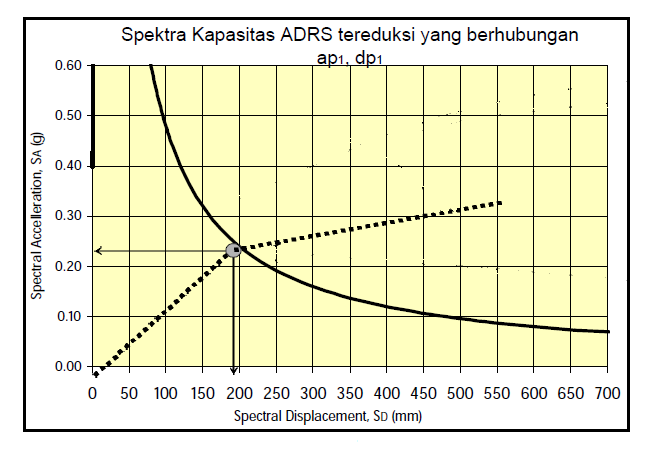 Spektra Kapasitas ADRS tereduksi yang berhubungan
ap1, dp1
0.60
0.50
0.40
0.30
0.20
0.10
0.00
Spectral Accelleration, SA (g)
0 50 100 150 200 250 300 350 400 450 500 550 600 650 700
Spectral Displacement, SD (mm)